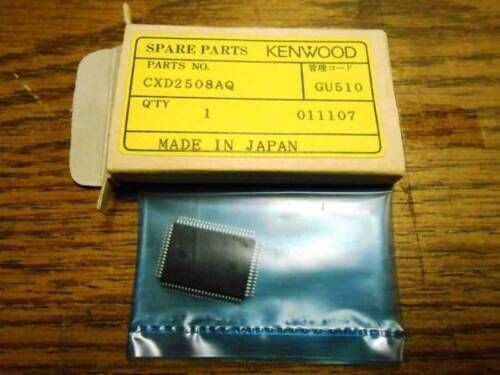 SPARE PARTS KENWOOD
PARTS NO. 管理コード
CXD2508AQ GU510
Q'TY 1 011107
MADE IN JAPAN